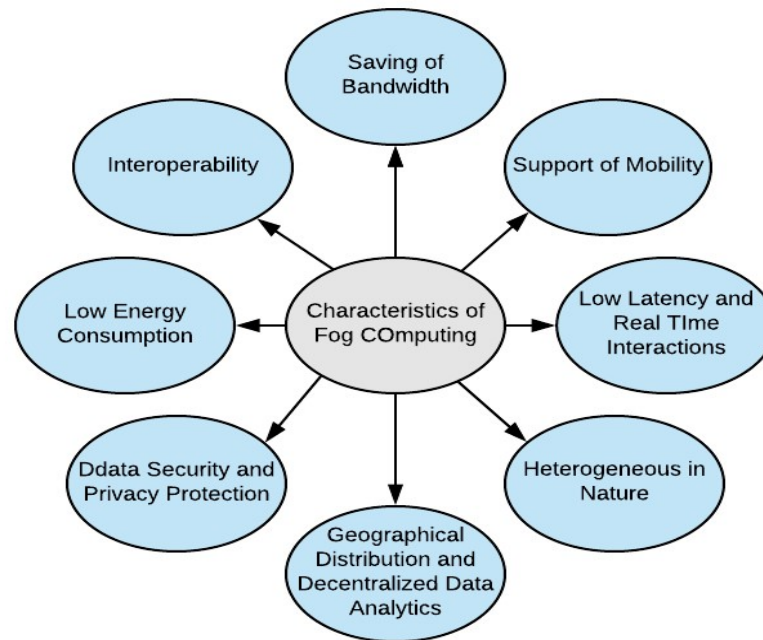 Saving of
Bandwidth
Interoperability
Support of Mobility
Low Energy
Consumption
Characteristics of
Fog COmputing
Low Latency and
Real TIme
Interactions
Ddata Security and
Privacy Protection
Heterogeneous in
Nature
Geographical
Distribution and
Decentralized Data
Analytics